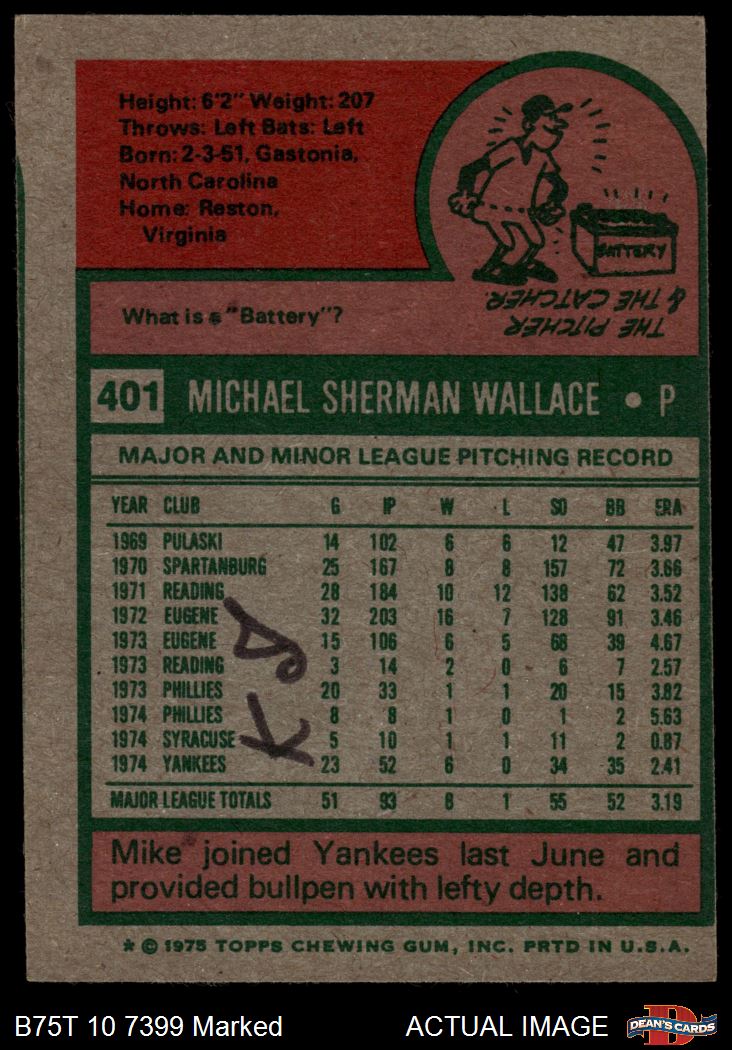 Height: 6'2" Weight: 207
Throws: Left Bats: Left
Born: 2-3-51, Gastonia,
North Carolina
Home: Reston,
Virginia
BATTERY
What is a "Battery"?
THE PITCHER
& THE CATCHER.
401 MICHAEL SHERMAN WALLACE • P
MAJOR AND MINOR LEAGUE PITCHING RECORD
YEAR CLUB G IP W L SO BB ERA
1969 PULASKI 14 102 6 6 12 47 3.97
1970 SPARTANBURG 25 167 8 8 157 72 3.66
1971 READING 28 184 10 12 138 62 3.52
1972 EUGENE 32 203 16 7 128 91 3.46
1973 EUGENE 15 106 6 5 68 39 4.67
1973 READING 3 14 2 0 6 7 2.57
1973 PHILLIES 20 33 1 1 20 15 3.82
1974 PHILLIES 8 8 1 0 1 2 5.63
1974 SYRACUSE 5 10 1 1 11 2 0.87
1974 YANKEES 23 52 6 0 34 35 2.41
MAJOR LEAGUE TOTALS 51 93 8 1 55 52 3.19
Mike joined Yankees last June and
provided bullpen with lefty depth.
* © 1975 TOPPS CHEWING GUM, INC. PRTD IN U.S.A.
B75T 10 7399 Marked ACTUAL IMAGE DEAN'S CARDS